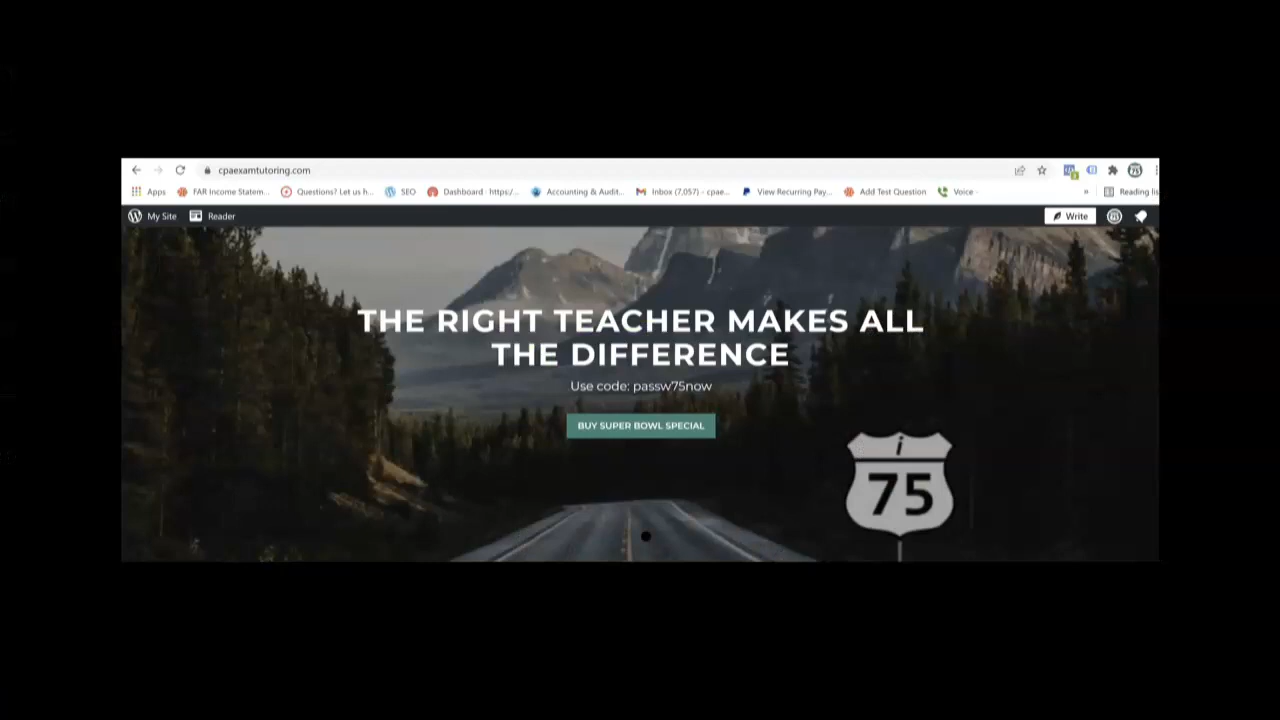 cpaexamtutoring.com
Apps FAR Income Statem... Questions? Let us h... SEO Dashboard · https:/... Accounting & Audit... Inbox (7,057) - cpae... View Recurring Pay... Add Test Question Voice » Reading lis
My Site Reader Write
THE RIGHT TEACHER MAKES ALL
THE DIFFERENCE
Use code: passw75now
BUY SUPER BOWL SPECIAL
i
75